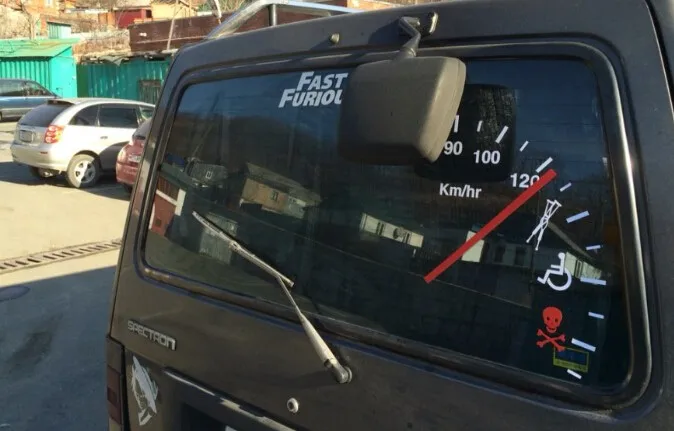 FAST
FURIOU
90
100
120
Km/hr
SPECTRON